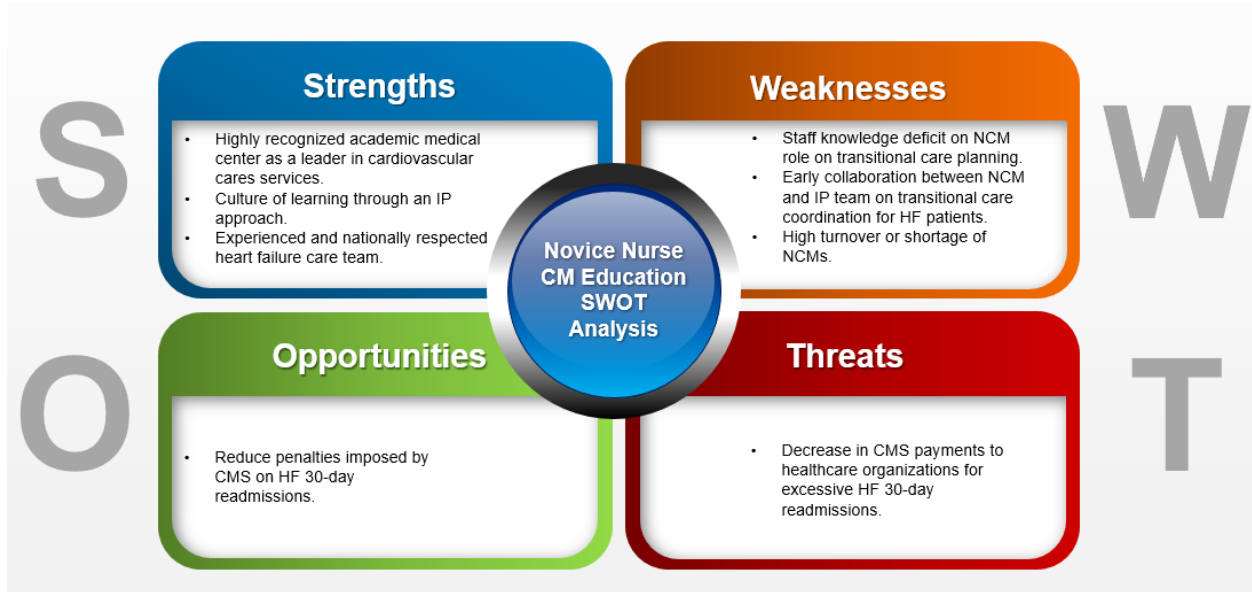 S
Strengths
• Highly recognized academic medical
center as a leader in cardiovascular
cares services.
• Culture of learning through an IP
approach.
• Experienced and nationally respected
heart failure care team.
W
Weaknesses
• Staff knowledge deficit on NCM
role on transitional care planning.
• Early collaboration between NCM
and IP team on transitional care
coordination for HF patients.
• High turnover or shortage of
NCMs.
Novice Nurse
CM Education
SWOT
Analysis
O
Opportunities
• Reduce penalties imposed by
CMS on HF 30-day
readmissions.
T
Threats
• Decrease in CMS payments to
healthcare organizations for
excessive HF 30-day
readmissions.